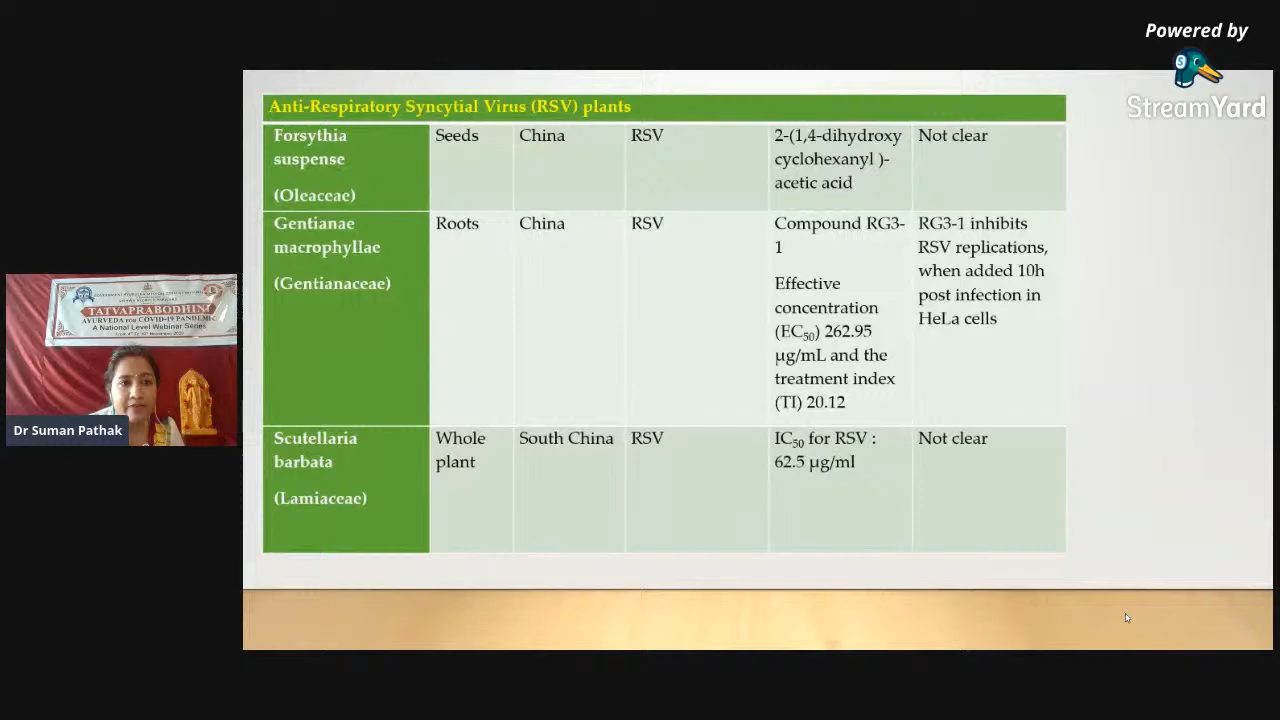 Powered by
StreamYard
Anti-Respiratory Syncytial Virus (RSV) plants
Forsythia
suspense
(Oleaceae)
Seeds
China
RSV
2-(1,4-dihydroxy
cyclohexanyl )-
acetic acid
Not clear
Gentianae
macrophyllae
(Gentianaceae)
Roots
China
RSV
Compound RG3-
1
Effective
concentration
(EC50) 262.95
µg/mL and the
treatment index
(TI) 20.12
RG3-1 inhibits
RSV replications,
when added 10h
post infection in
HeLa cells
Scutellaria
barbata
(Lamiaceae)
Whole
plant
South China
RSV
IC50 for RSV :
62.5 µg/ml
Not clear
TATVAPRABODHINI
AYURVEDA for COVID-19 PANDEMIC
A National Level Webinar Series
Dr Suman Pathak